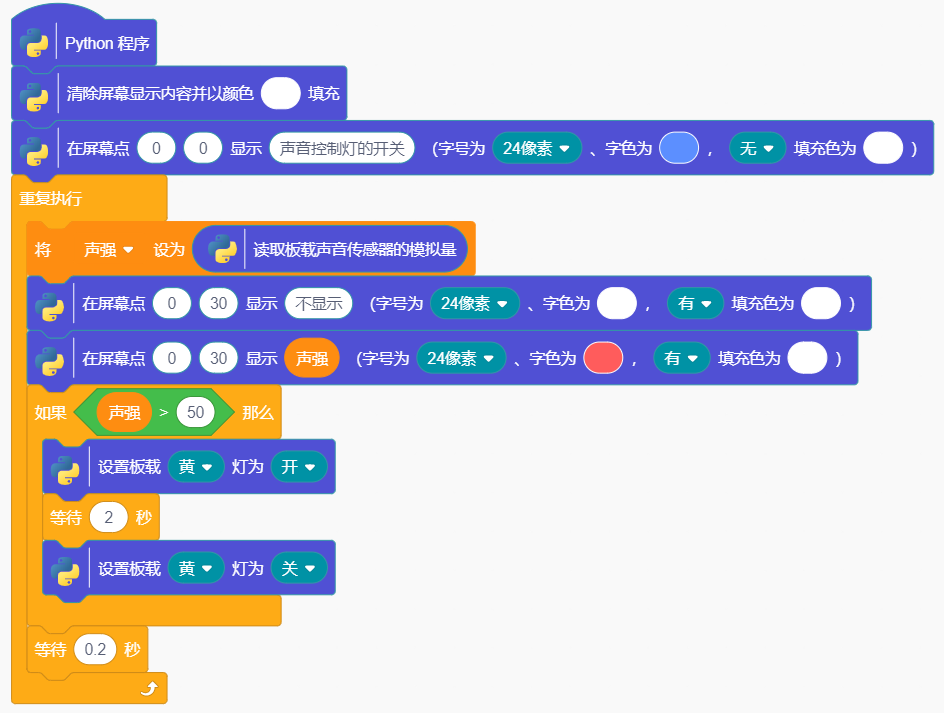 Python 程序
清除屏幕显示内容并以颜色 填充
在屏幕点 0 0 显示 声音控制灯的开关 (字号为 24像素 、字色为 , 无 填充色为 )
重复执行
将 声强 设为 读取板载声音传感器的模拟量
在屏幕点 0 30 显示 不显示 (字号为 24像素 、字色为 , 有 填充色为 )
在屏幕点 0 30 显示 声强 (字号为 24像素 、字色为 , 有 填充色为 )
如果 声强 > 50 那么
设置板载 黄 灯为 开
等待 2 秒
设置板载 黄 灯为 关
等待 0.2 秒